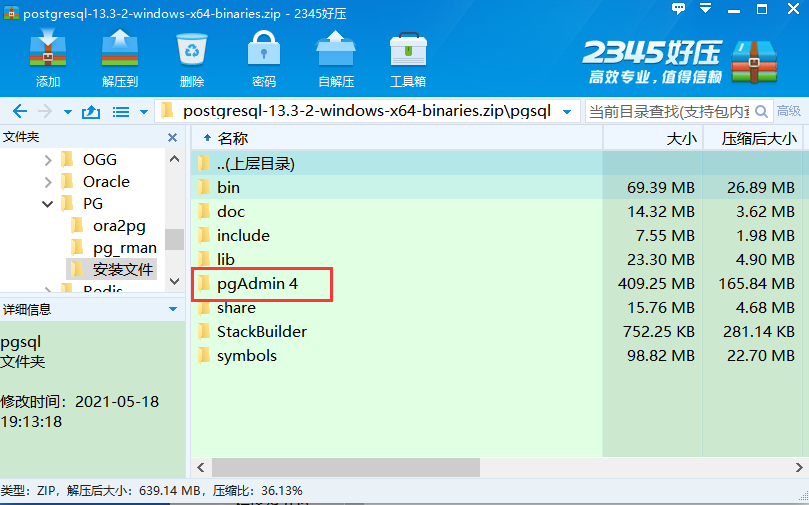 postgresql-13.3-2-windows-x64-binaries.zip - 2345好压
添加 解压到 删除 密码 自解压 工具箱
2345好压
高效专业,值得信赖
postgresql-13.3-2-windows-x64-binaries.zip\pgsql 当前目录查找(支持包内查 高级
文件夹 名称 大小 压缩后大小
OGG
Oracle
PG
ora2pg
pg_rman
安装文件
Redis
..(上层目录)
bin 69.39 MB 26.89 MB
doc 14.32 MB 3.62 MB
include 7.55 MB 1.98 MB
lib 23.30 MB 4.90 MB
pgAdmin 4 409.25 MB 165.84 MB
share 15.76 MB 4.68 MB
StackBuilder 752.25 KB 281.14 KB
symbols 98.82 MB 22.70 MB
详细信息
pgsql
文件夹
修改时间：2021-05-18
19:13:18
类型：ZIP，解压后大小：639.14 MB，压缩比：36.13%